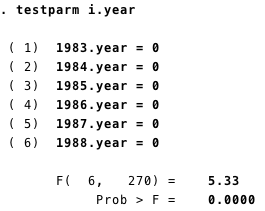 . testparm i.year
( 1) 1983.year = 0
( 2) 1984.year = 0
( 3) 1985.year = 0
( 4) 1986.year = 0
( 5) 1987.year = 0
( 6) 1988.year = 0
F( 6, 270) = 5.33
Prob > F = 0.0000